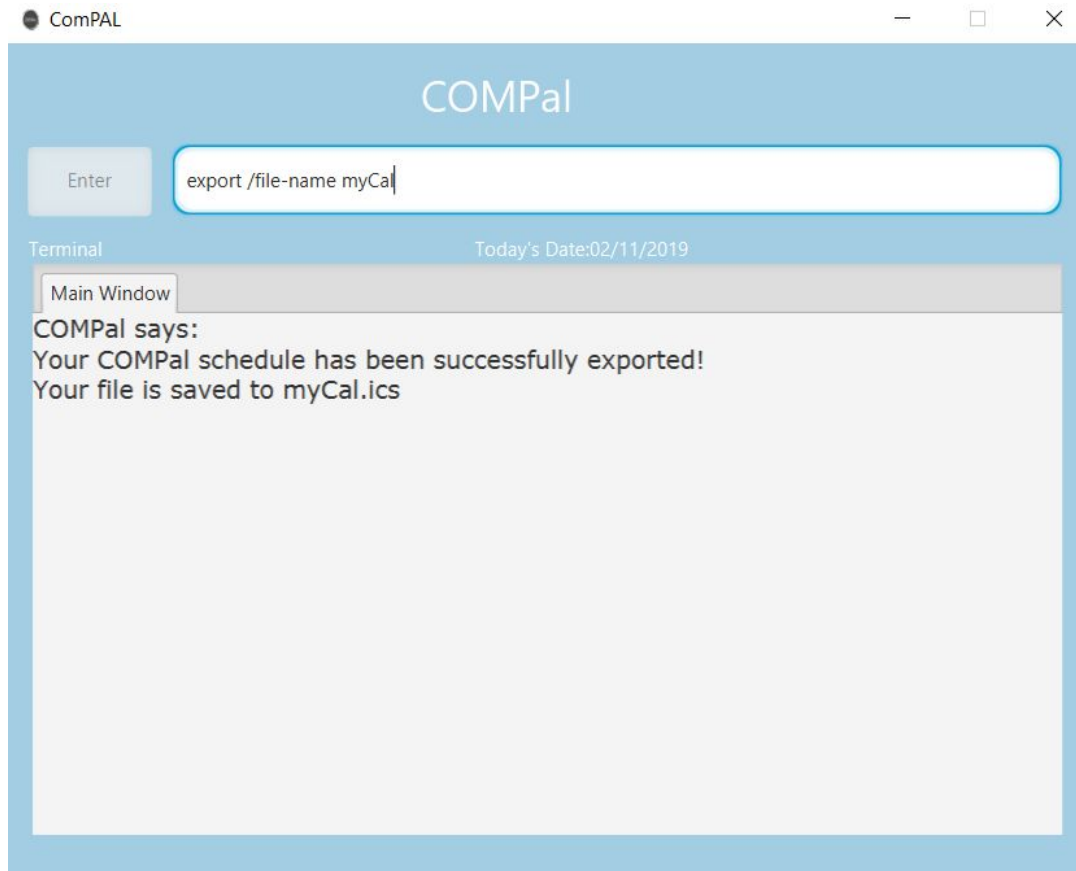 ComPAL
COMPal
Enter
export /file-name myCal
Terminal
Today's Date:02/11/2019
Main Window
COMPal says:
Your COMPal schedule has been successfully exported!
Your file is saved to myCal.ics